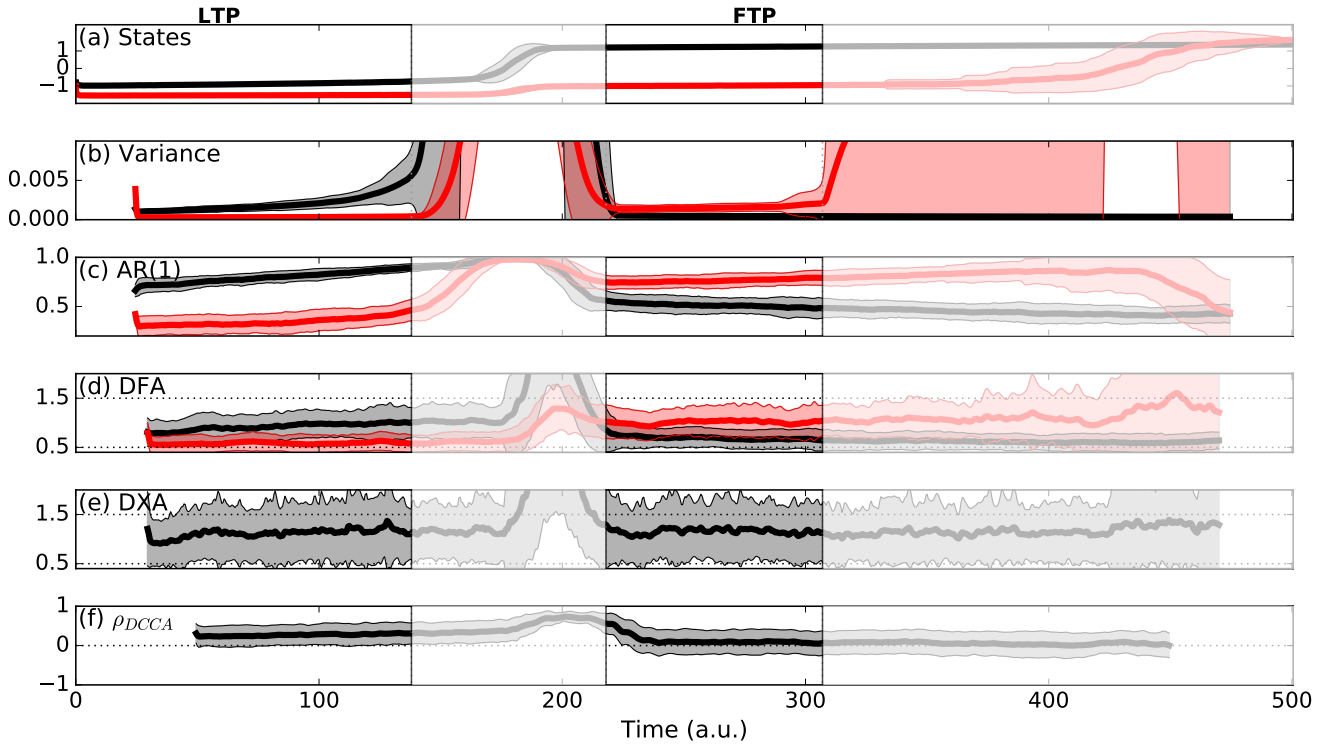 LTP FTP
(a) States
1
0
−1
(b) Variance
0.005
0.000
(c) AR(1)
1.0
0.5
(d) DFA
1.5
0.5
(e) DXA
1.5
0.5
(f) ρDCCA
1
0
−1
0 100 200 300 400 500
Time (a.u.)